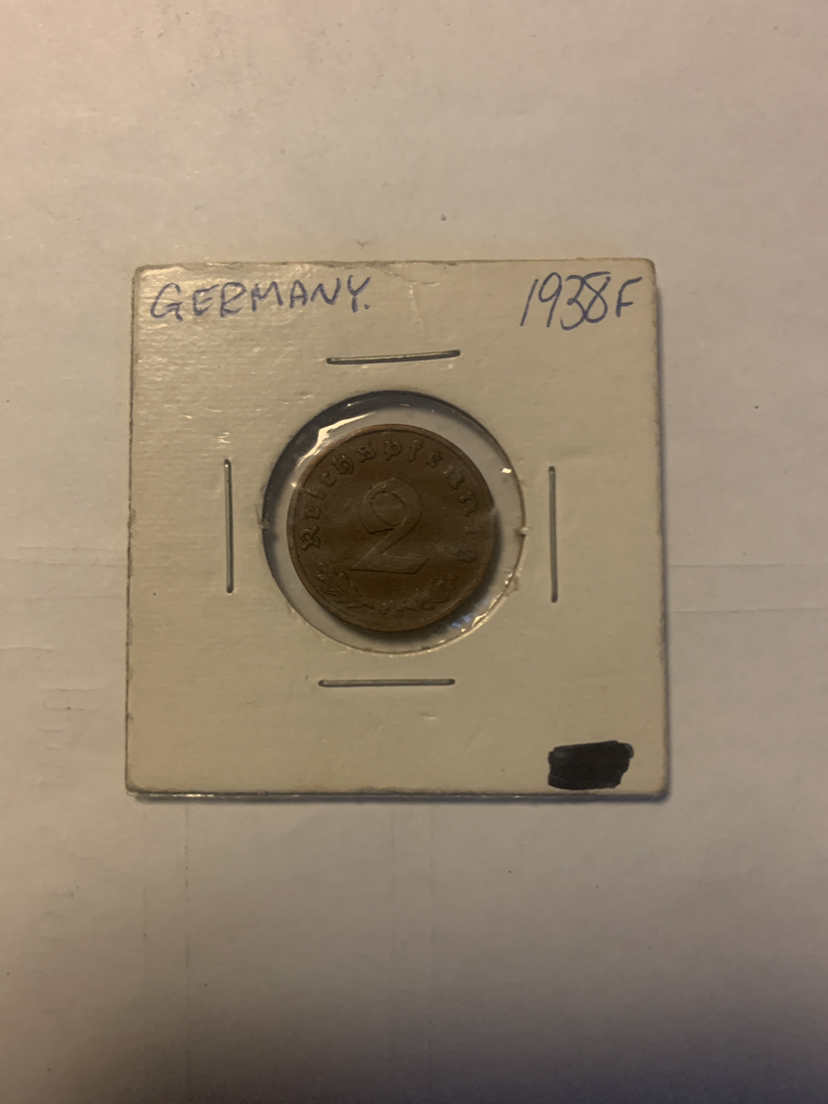 GERMANY. 1938F
Reichspfennig
2
F